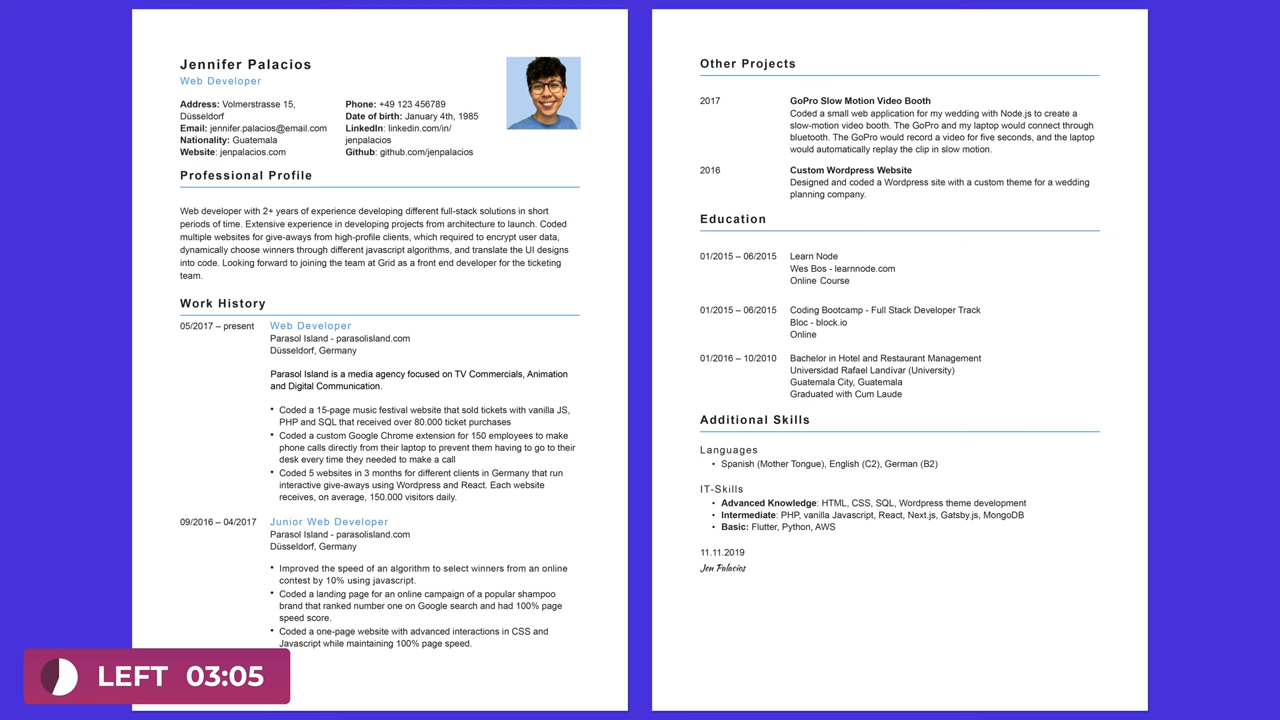 Jennifer Palacios
Web Developer
Address: Volmerstrasse 15,
Düsseldorf
Email: jennifer.palacios@email.com
Nationality: Guatemala
Website: jenpalacios.com
Phone: +49 123 456789
Date of birth: January 4th, 1985
LinkedIn: linkedin.com/in/
jenpalacios
Github: github.com/jenpalacios
Professional Profile
Web developer with 2+ years of experience developing different full-stack solutions in short
periods of time. Extensive experience in developing projects from architecture to launch. Coded
multiple websites for give-aways from high-profile clients, which required to encrypt user data,
dynamically choose winners through different javascript algorithms, and translate the UI designs
into code. Looking forward to joining the team at Grid as a front end developer for the ticketing
team.
Work History
05/2017 – present
Web Developer
Parasol Island - parasolisland.com
Düsseldorf, Germany
Parasol Island is a media agency focused on TV Commercials, Animation
and Digital Communication.
• Coded a 15-page music festival website that sold tickets with vanilla JS,
PHP and SQL that received over 80.000 ticket purchases
• Coded a custom Google Chrome extension for 150 employees to make
phone calls directly from their laptop to prevent them having to go to their
desk every time they needed to make a call
• Coded 5 websites in 3 months for different clients in Germany that run
interactive give-aways using Wordpress and React. Each website
receives, on average, 150.000 visitors daily.
09/2016 – 04/2017
Junior Web Developer
Parasol Island - parasolisland.com
Düsseldorf, Germany
• Improved the speed of an algorithm to select winners from an online
contest by 10% using javascript.
• Coded a landing page for an online campaign of a popular shampoo
brand that ranked number one on Google search and had 100% page
speed score.
• Coded a one-page website with advanced interactions in CSS and
Javascript while maintaining 100% page speed.
LEFT 03:05
Other Projects
2017
GoPro Slow Motion Video Booth
Coded a small web application for my wedding with Node.js to create a
slow-motion video booth. The GoPro and my laptop would connect through
bluetooth. The GoPro would record a video for five seconds, and the laptop
would automatically replay the clip in slow motion.
2016
Custom Wordpress Website
Designed and coded a Wordpress site with a custom theme for a wedding
planning company.
Education
01/2015 – 06/2015
Learn Node
Wes Bos - learnnode.com
Online Course
01/2015 – 06/2015
Coding Bootcamp - Full Stack Developer Track
Bloc - block.io
Online
01/2016 – 10/2010
Bachelor in Hotel and Restaurant Management
Universidad Rafael Landívar (University)
Guatemala City, Guatemala
Graduated with Cum Laude
Additional Skills
Languages
• Spanish (Mother Tongue), English (C2), German (B2)
IT-Skills
• Advanced Knowledge: HTML, CSS, SQL, Wordpress theme development
• Intermediate: PHP, vanilla Javascript, React, Next.js, Gatsby.js, MongoDB
• Basic: Flutter, Python, AWS
11.11.2019
Jen Palacios